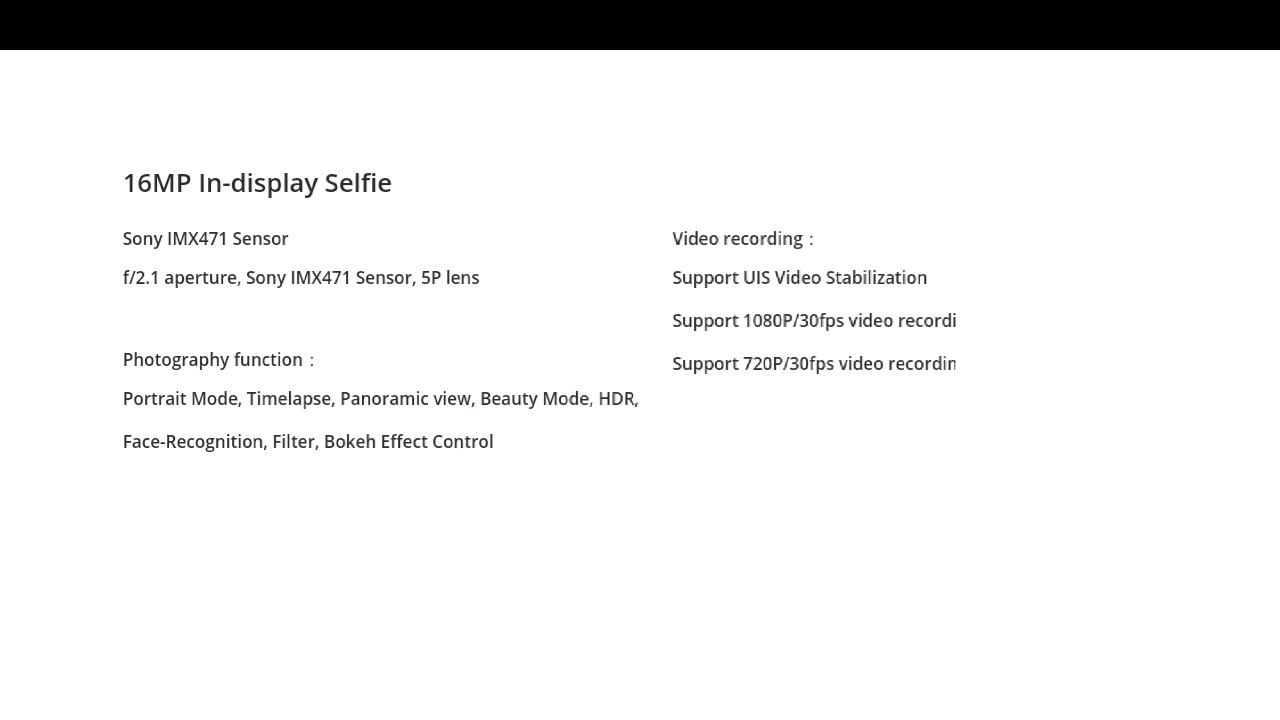 16MP In-display Selfie
Sony IMX471 Sensor
f/2.1 aperture, Sony IMX471 Sensor, 5P lens
Photography function：
Portrait Mode, Timelapse, Panoramic view, Beauty Mode, HDR,
Face-Recognition, Filter, Bokeh Effect Control
Video recording：
Support UIS Video Stabilization
Support 1080P/30fps video recordi
Support 720P/30fps video recordin